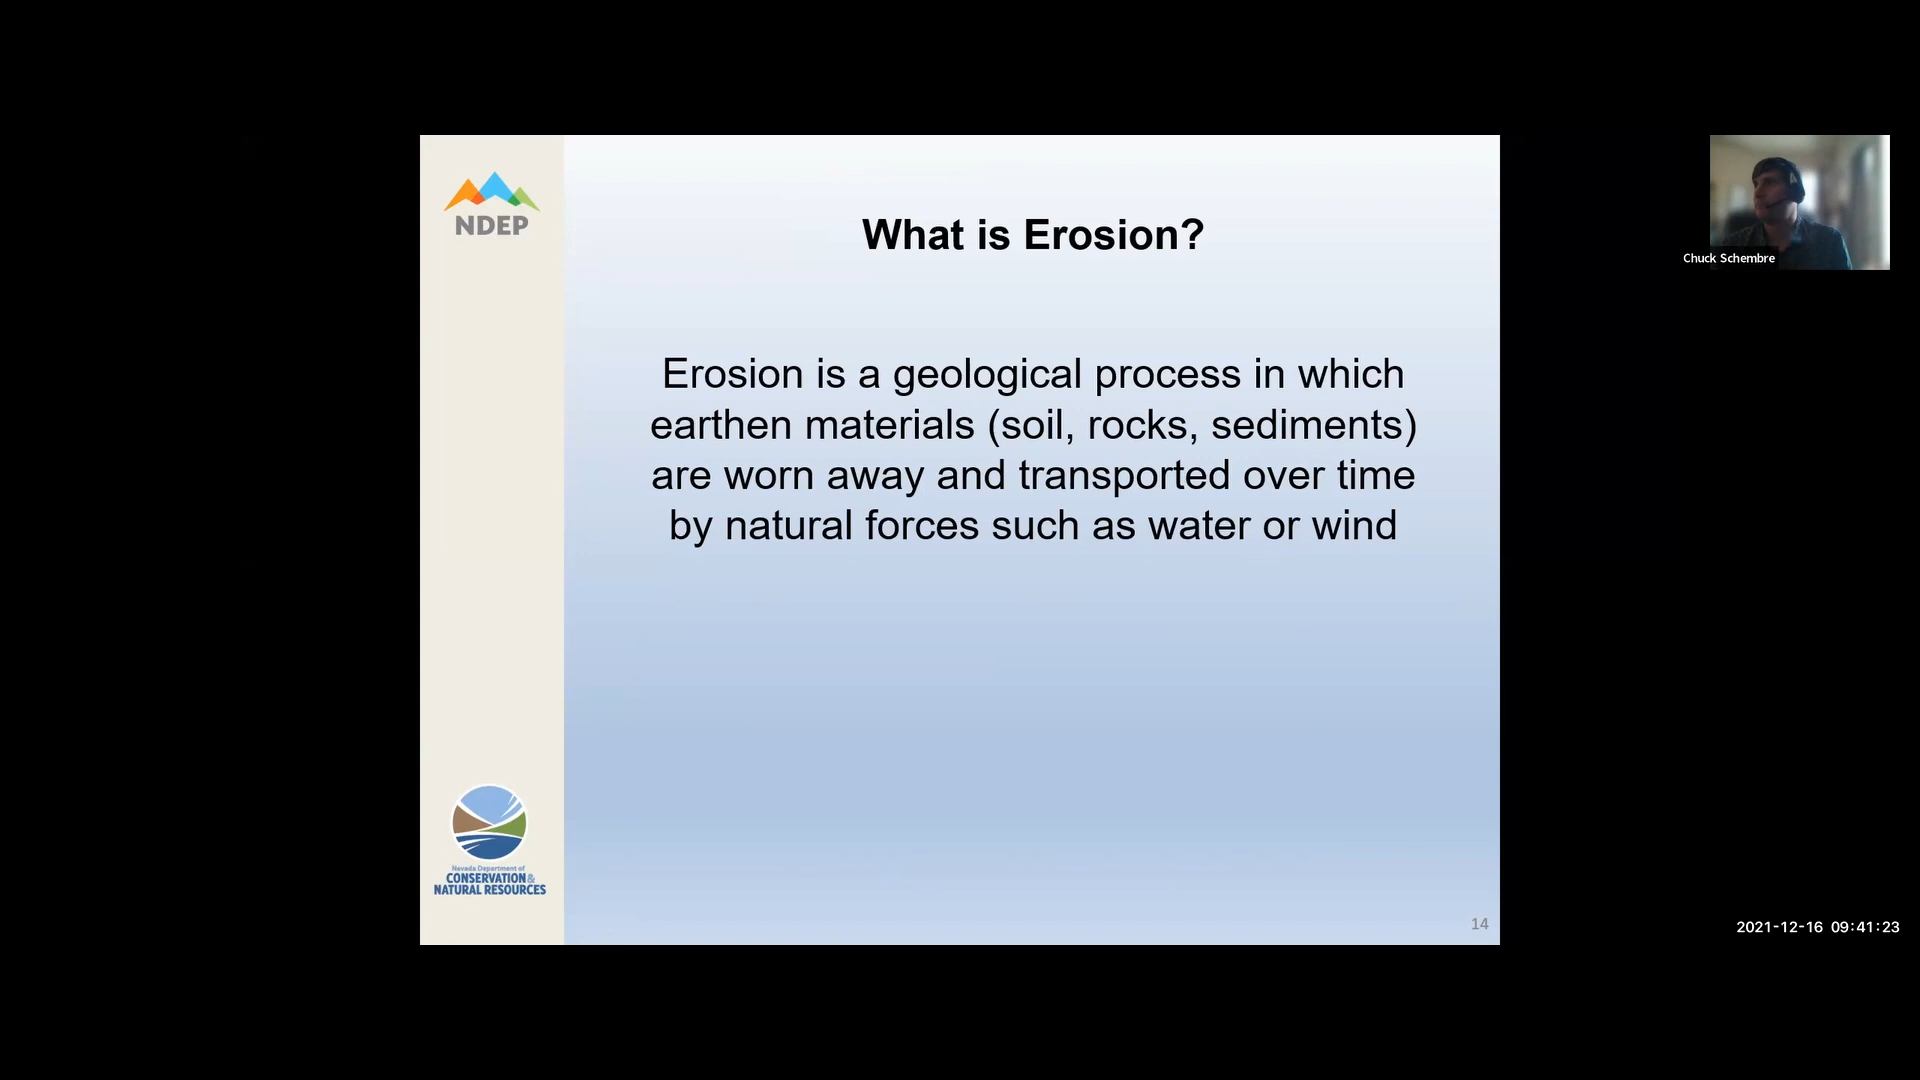 NDEP
What is Erosion?
Erosion is a geological process in which
earthen materials (soil, rocks, sediments)
are worn away and transported over time
by natural forces such as water or wind
Nevada Department of
CONSERVATION &
NATURAL RESOURCES
14
Chuck Schembre
2021-12-16 09:41:23